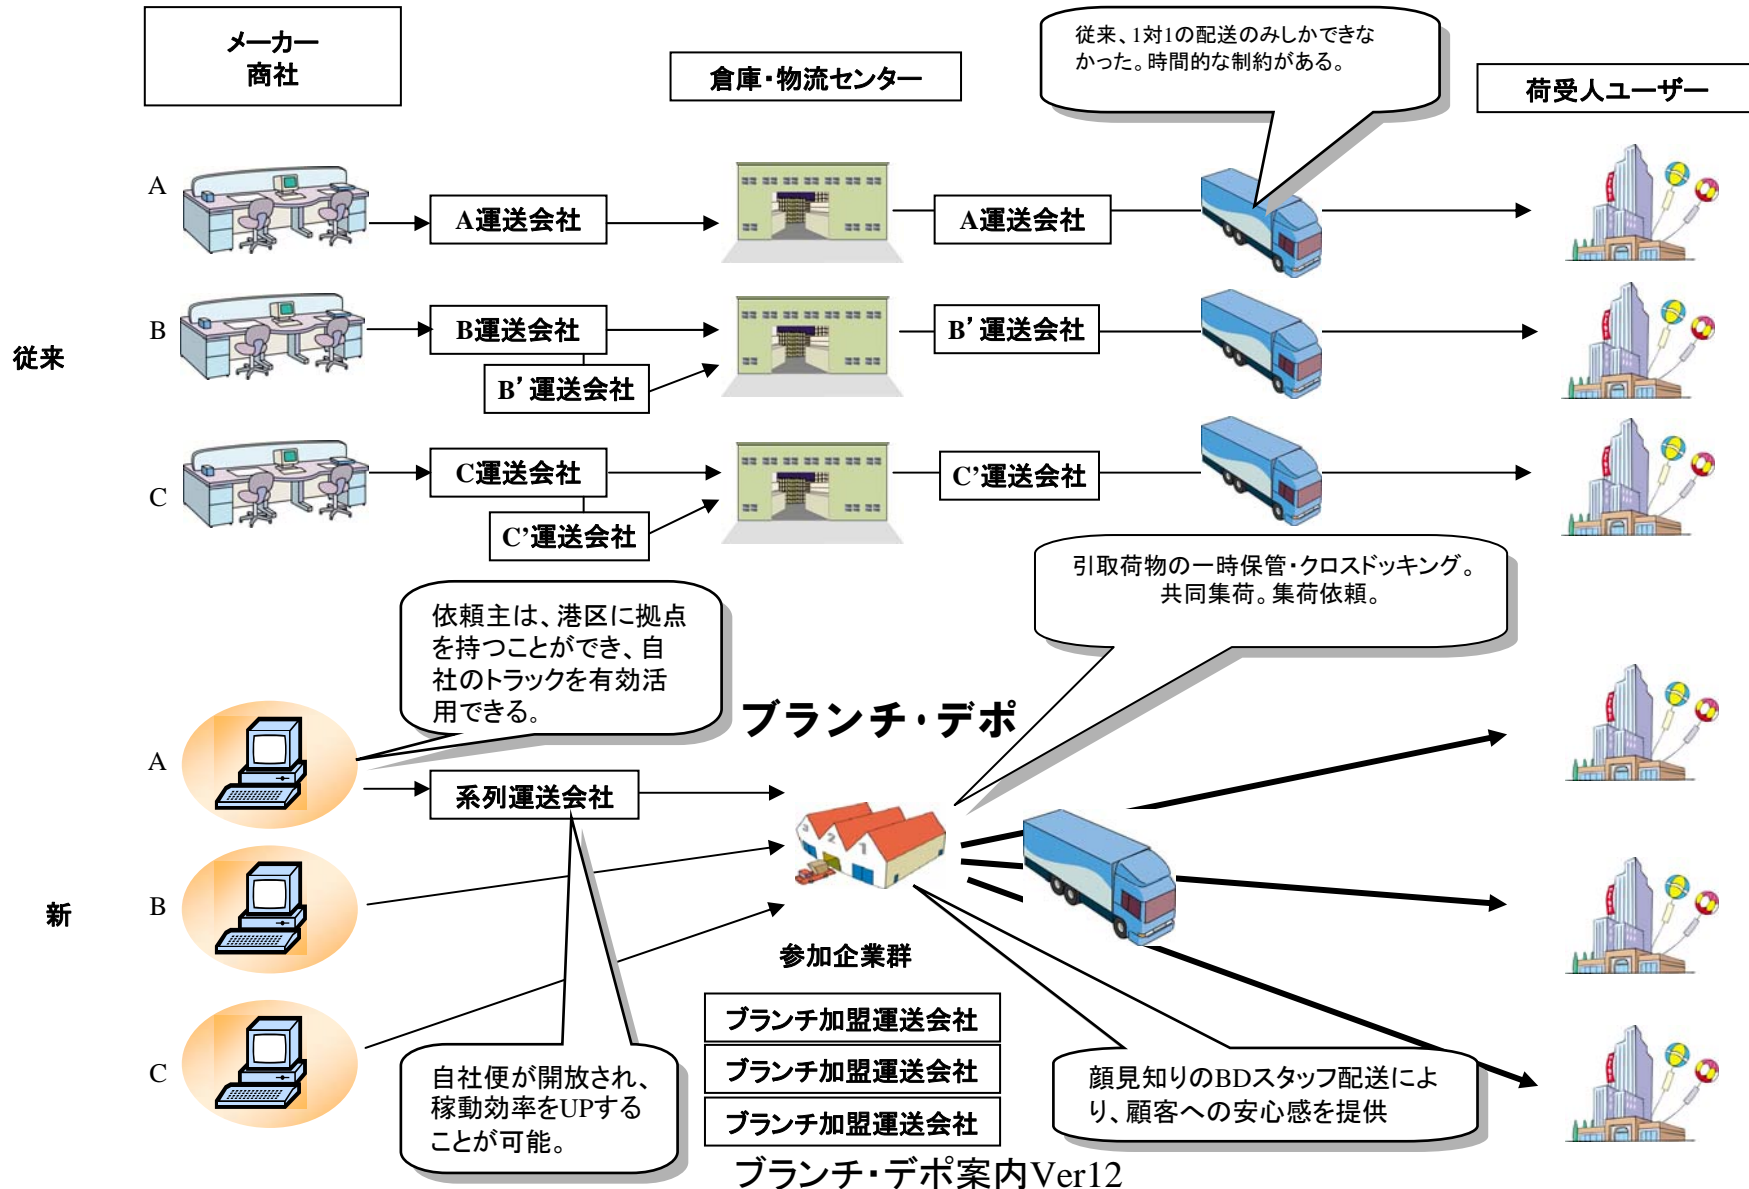 メーカー
商社
倉庫・物流センター
従来、1対1の配送のみしかできな
かった。時間的な制約がある。
荷受人ユーザー
従来
A
A運送会社
A運送会社
B
B運送会社
B’運送会社
B’運送会社
C
C運送会社
C’運送会社
C’運送会社
引取荷物の一時保管・クロスドッキング。
共同集荷。集荷依頼。
依頼主は、港区に拠点
を持つことができ、自
社のトラックを有効活
用できる。
ブランチ・デポ
新
A
系列運送会社
B
C
3
2
1
参加企業群
ブランチ加盟運送会社
ブランチ加盟運送会社
ブランチ加盟運送会社
自社便が開放され、
稼動効率をUPする
ことが可能。
顔見知りのBDスタッフ配送によ
り、顧客への安心感を提供
ブランチ・デポ案内Ver12